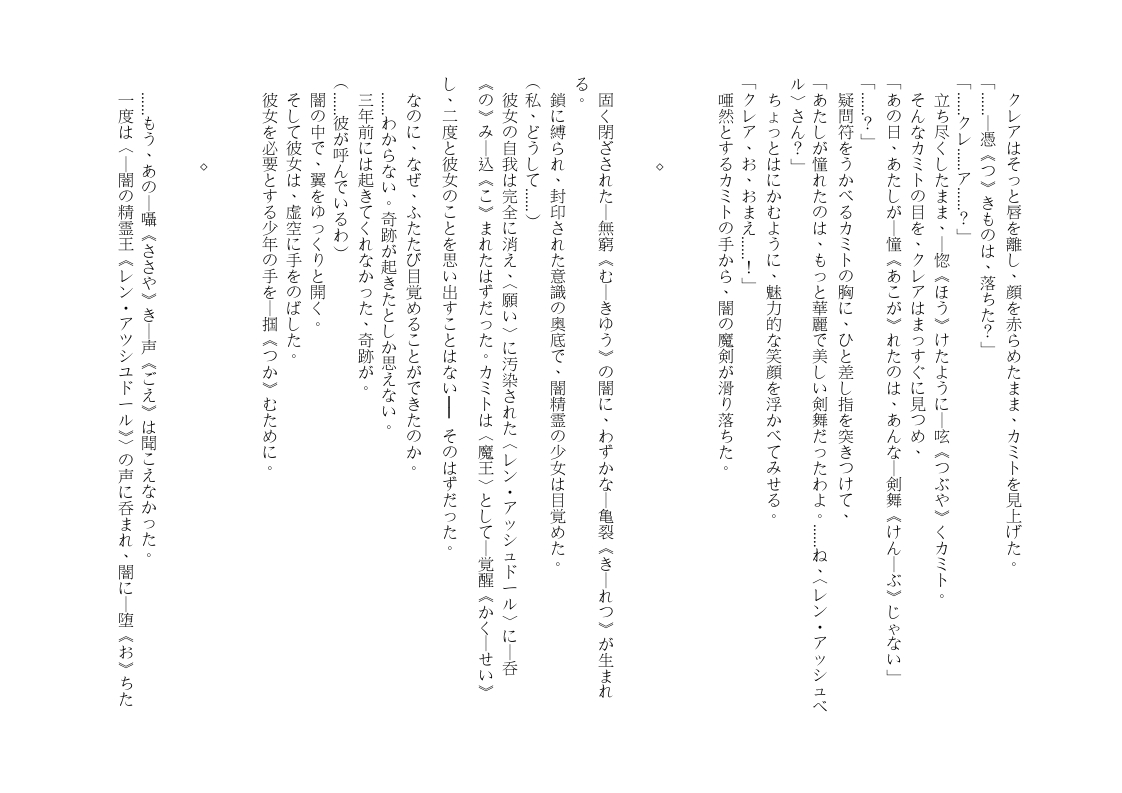 クレアはそっと唇を離し、顔を赤らめたまま、カミトを見上げた。
「……―憑《つ》きものは、落ちた？」
「……クレ……ア……？」
立ち尽くしたまま、―惚《ほう》けたように―呟《つぶや》くカミト。
そんなカミトの目を、クレアはまっすぐに見つめ、
「あの日、あたしが―憧《あこが》れたのは、あんな―剣舞《けん―ぶ》じゃない」
「……？」
疑問符をうかべるカミトの胸に、ひと差し指を突きつけて、
「あたしが憧れたのは、もっと華麗で美しい剣舞だったわよ。……ね、〈レン・アッシュベ
ル〉さん？」
ちょっとはにかむように、魅力的な笑顔を浮かべてみせる。
「クレア、お、おまえ……！」
唖然とするカミトの手から、闇の魔剣が滑り落ちた。
◇
固く閉ざされた―無窮《む―きゆう》の闇に、わずかな―亀裂《き―れつ》が生まれ
る。
鎖に縛られ、封印された意識の奥底で、闇精霊の少女は目覚めた。
（私、どうして……）
彼女の自我は完全に消え、〈願い〉に汚染された〈レン・アッシュドール〉に―呑
《の》み―込《こ》まれたはずだった。カミトは〈魔王〉として―覚醒《かく―せい》
し、二度と彼女のことを思い出すことはない━━ そのはずだった。
なのに、なぜ、ふたたび目覚めることができたのか。
……わからない。奇跡が起きたとしか思えない。
三年前には起きてくれなかった、奇跡が。
（……彼が呼んでいるわ）
闇の中で、翼をゆっくりと開く。
そして彼女は、虚空に手をのばした。
彼女を必要とする少年の手を―掴《つか》むために。
◇
……もう、あの―囁《ささや》き―声《ごえ》は聞こえなかった。
一度は〈―闇の精霊王《レン・アツシユドール》〉の声に呑まれ、闇に―堕《お》ちた